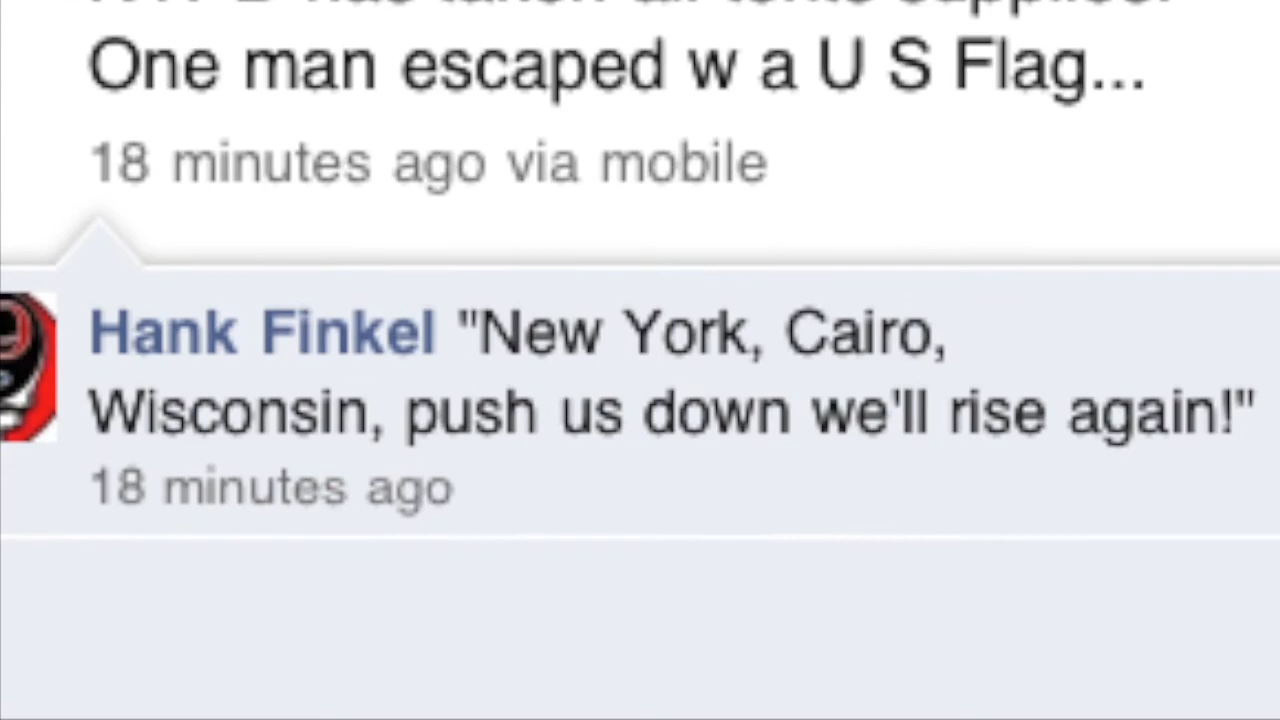 One man escaped w a U S Flag...
18 minutes ago via mobile
Hank Finkel "New York, Cairo,
Wisconsin, push us down we'll rise again!"
18 minutes ago